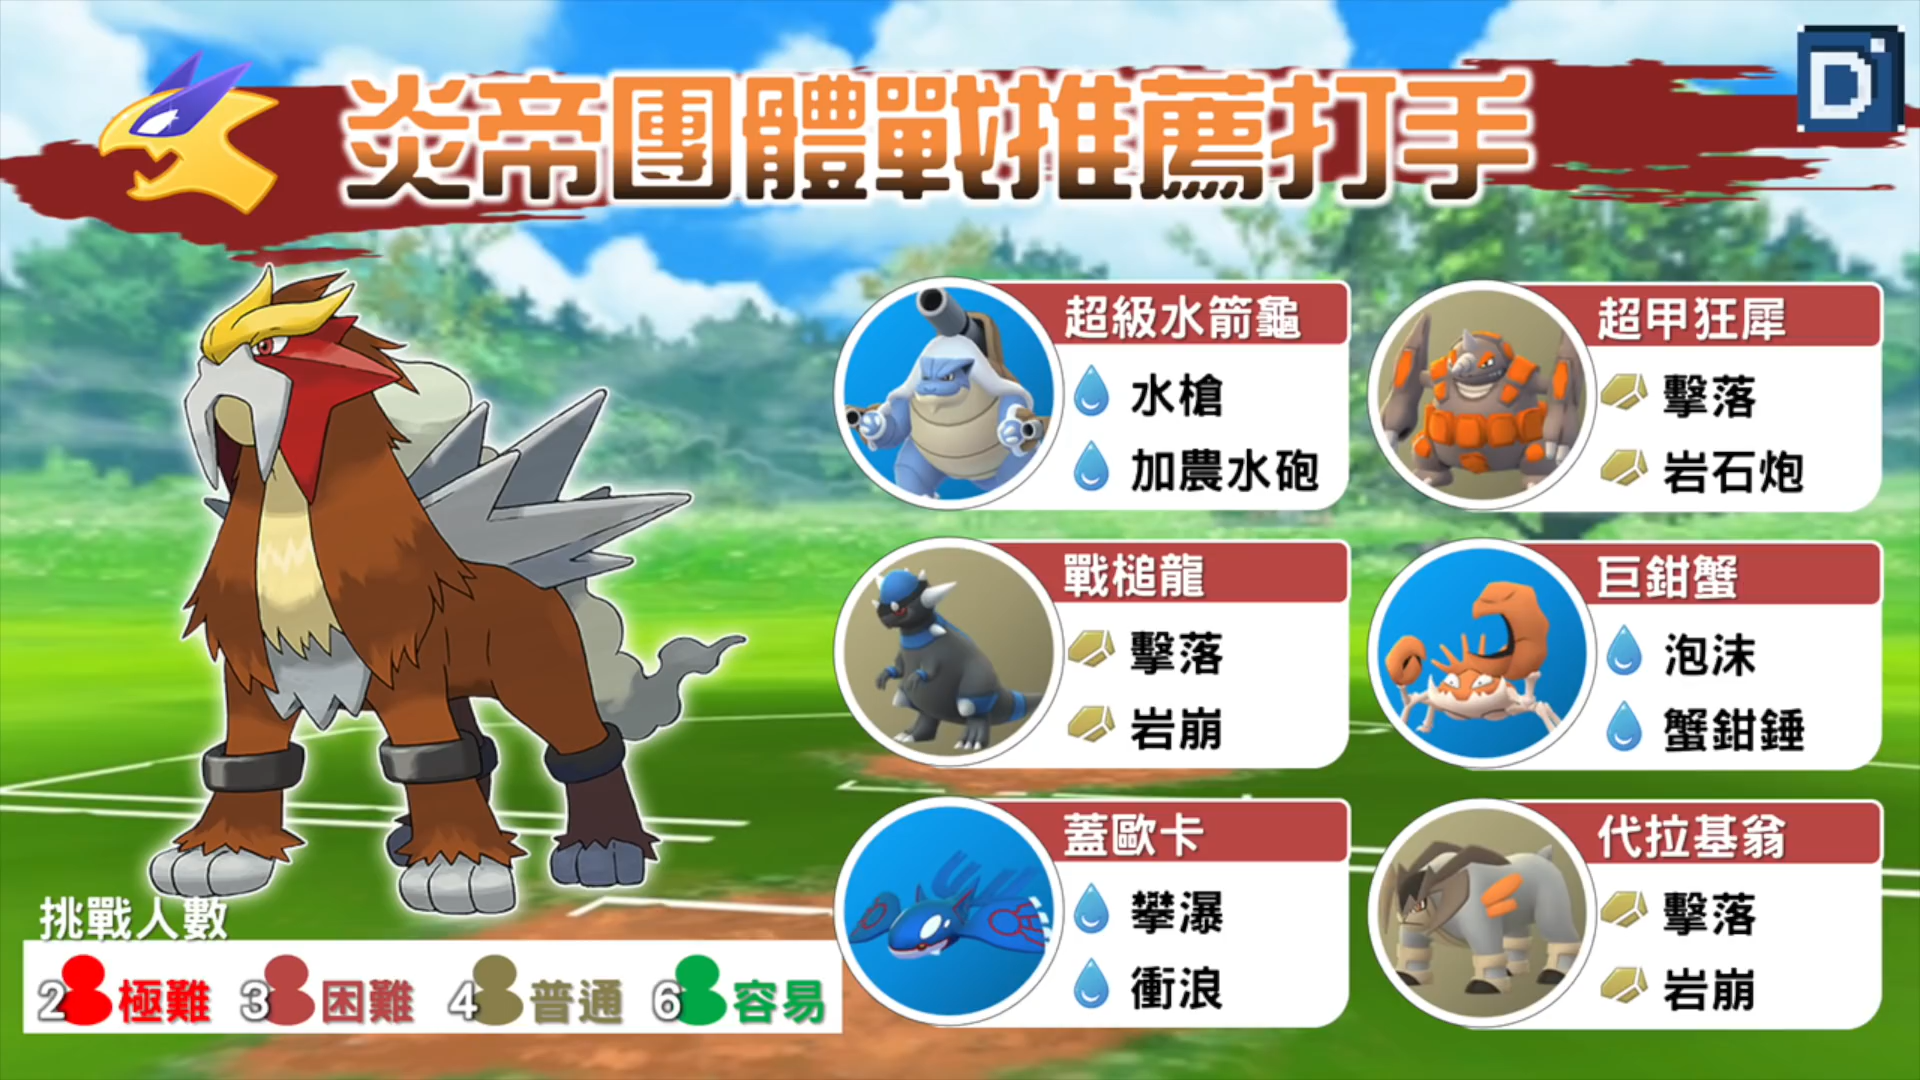 炎帝團體戰推薦打手
D
超級水箭龜
水槍
加農水砲
超甲狂犀
擊落
岩石炮
戰槌龍
擊落
岩崩
巨鉗蟹
泡沫
蟹鉗錘
蓋歐卡
攀瀑
衝浪
代拉基翁
擊落
岩崩
挑戰人數
2 極難 3 困難 4 普通 6 容易